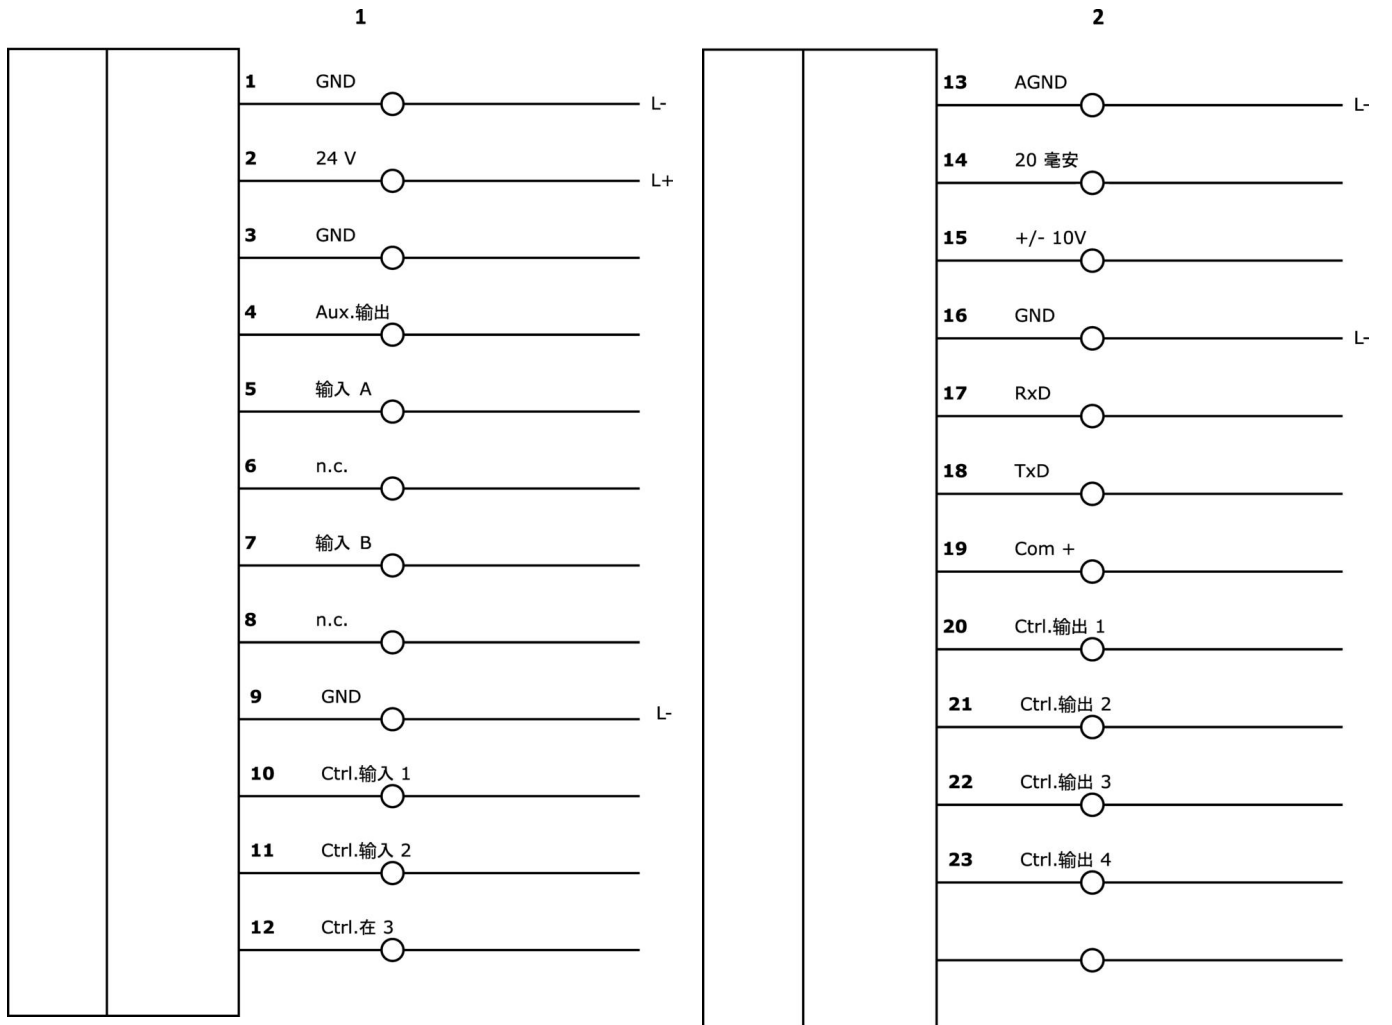 1
1 GND L-
2 24 V L+
3 GND
4 Aux.输出
5 输入 A
6 n.c.
7 输入 B
8 n.c.
9 GND L-
10 Ctrl.输入 1
11 Ctrl.输入 2
12 Ctrl.在 3
2
13 AGND L-
14 20 毫安
15 +/- 10V
16 GND L-
17 RxD
18 TxD
19 Com +
20 Ctrl.输出 1
21 Ctrl.输出 2
22 Ctrl.输出 3
23 Ctrl.输出 4